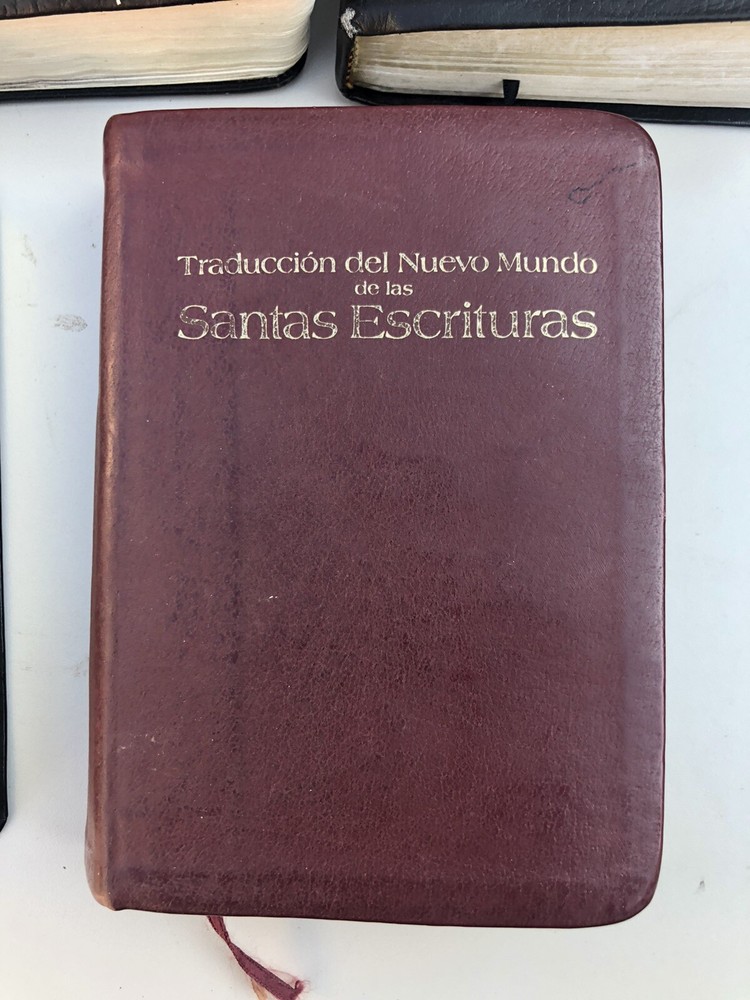 Traducción del Nuevo Mundo
de las
Santas Escrituras